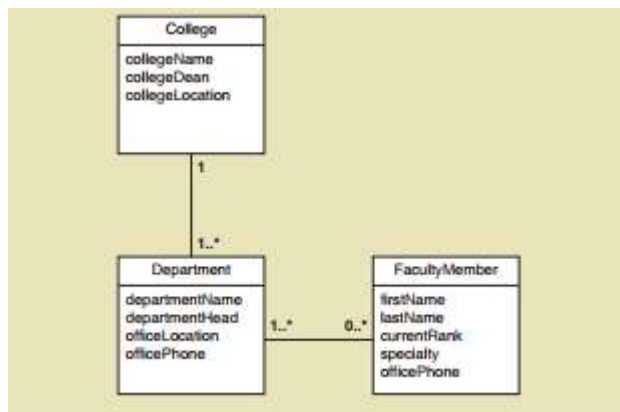 College
collegeName
collegeDean
collegeLocation
1
1..*
Department
departmentName
departmentHead
officeLocation
officePhone
1..*
0..*
FacultyMember
firstName
lastName
currentRank
specialty
officePhone